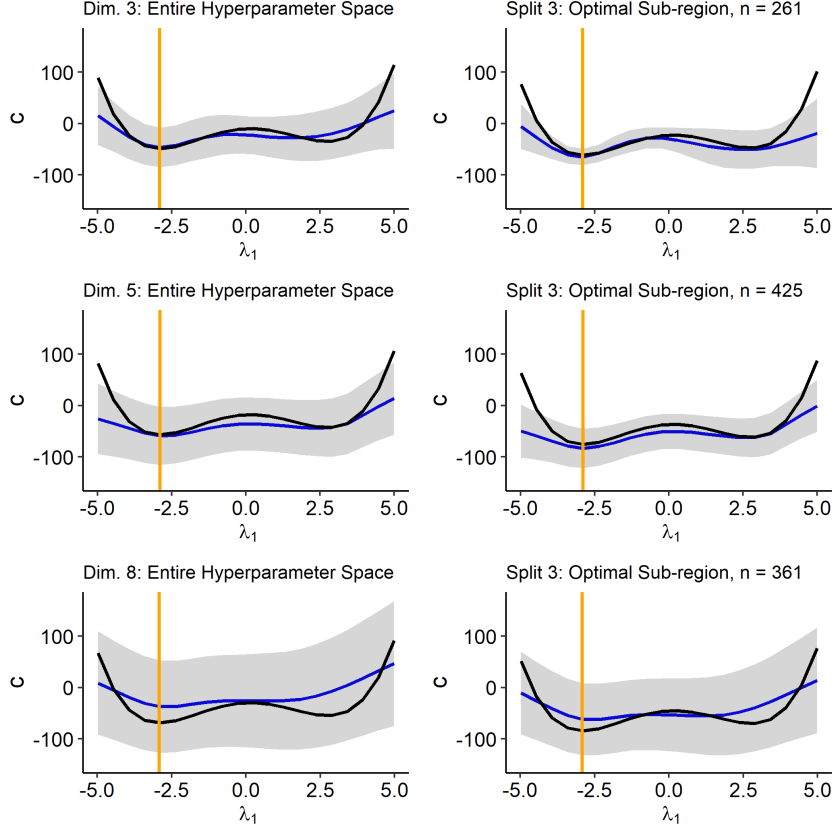 Dim. 3: Entire Hyperparameter Space
Split 3: Optimal Sub-region, n = 261
c
100
0
-100
-5.0 -2.5 0.0 2.5 5.0
λ1
c
100
0
-100
-5.0 -2.5 0.0 2.5 5.0
λ1
Dim. 5: Entire Hyperparameter Space
Split 3: Optimal Sub-region, n = 425
c
100
0
-100
-5.0 -2.5 0.0 2.5 5.0
λ1
c
100
0
-100
-5.0 -2.5 0.0 2.5 5.0
λ1
Dim. 8: Entire Hyperparameter Space
Split 3: Optimal Sub-region, n = 361
c
100
0
-100
-5.0 -2.5 0.0 2.5 5.0
λ1
c
100
0
-100
-5.0 -2.5 0.0 2.5 5.0
λ1